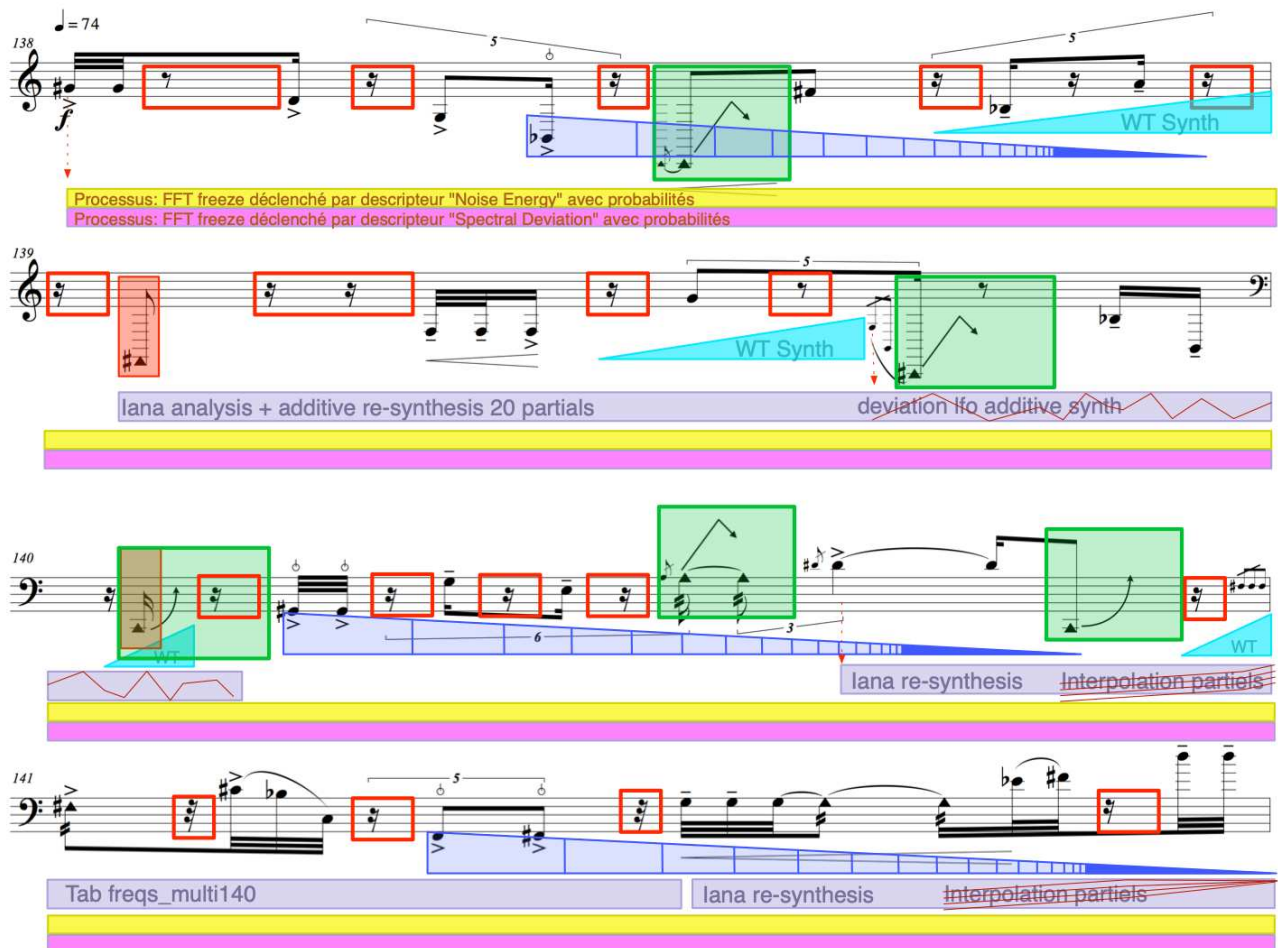 ♩ = 74
138
5
5
f
WT Synth
Processus: FFT freeze déclenché par descripteur "Noise Energy" avec probabilités
Processus: FFT freeze déclenché par descripteur "Spectral Deviation" avec probabilités
139
5
WT Synth
Iana analysis + additive re-synthesis 20 partials
deviation lfo additive synth
140
WT
6
3
WT
Iana re-synthesis
Interpolation partiels
141
5
Tab freqs_multi140
Iana re-synthesis
Interpolation partiels